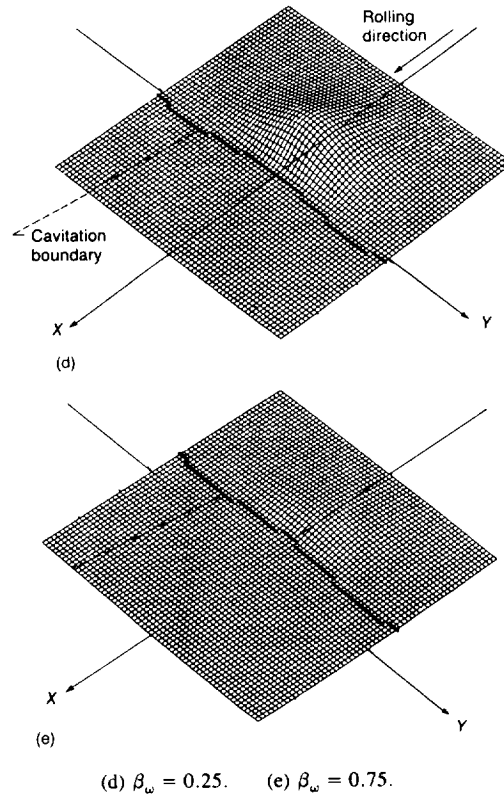 Rolling
direction
Cavitation
boundary
X
Y
(d)
X
Y
(e)
(d) β_ω = 0.25. (e) β_ω = 0.75.